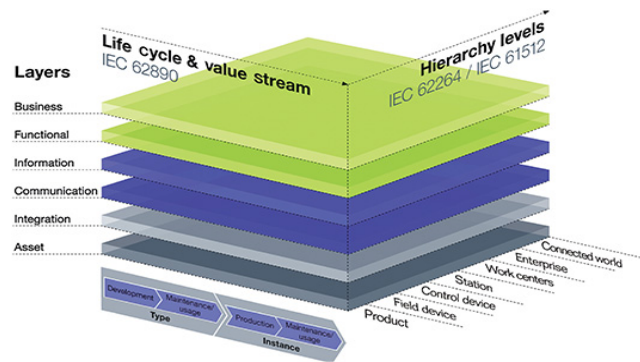 Life cycle & value stream
IEC 62890
Hierarchy levels
IEC 62264 / IEC 61512
Layers
Business
Functional
Information
Communication
Integration
Asset
Connected world
Enterprise
Work centers
Station
Control device
Field device
Product
Development
Maintenance/
usage
Type
Production
Maintenance/
usage
Instance